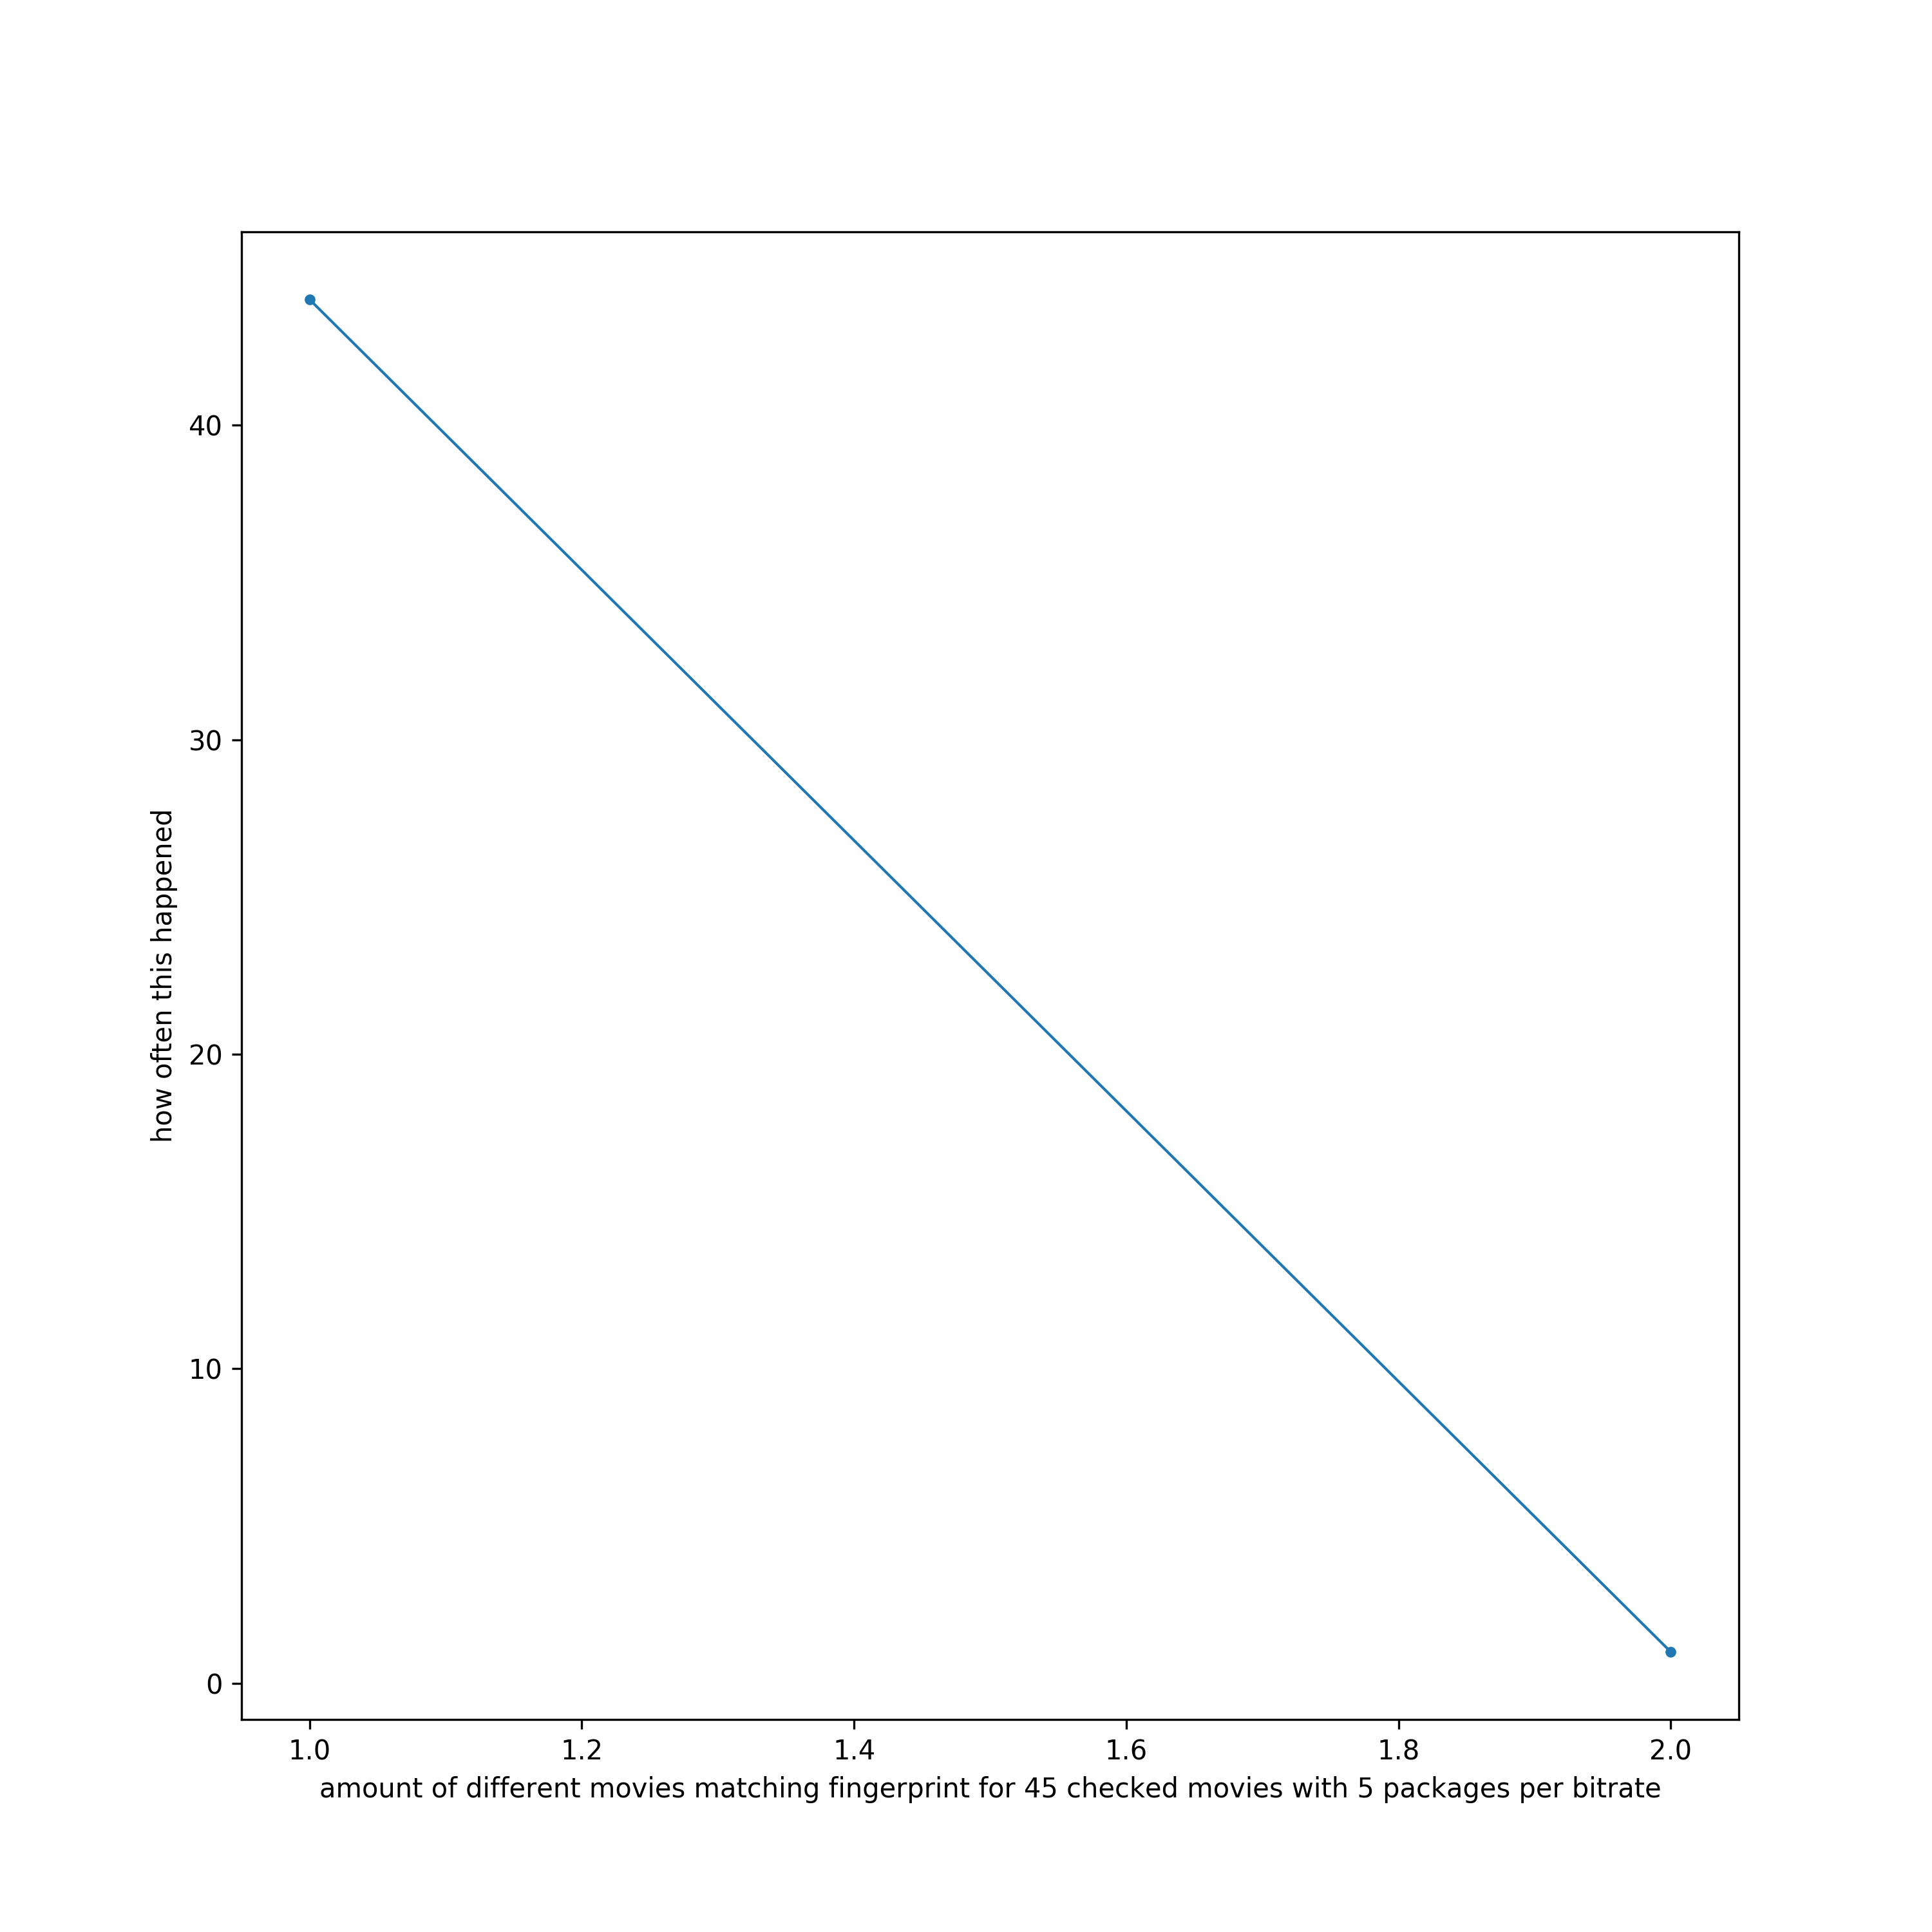 40
30
20
10
0
how often this happened
1.0 1.2 1.4 1.6 1.8 2.0
amount of different movies matching fingerprint for 45 checked movies with 5 packages per bitrate